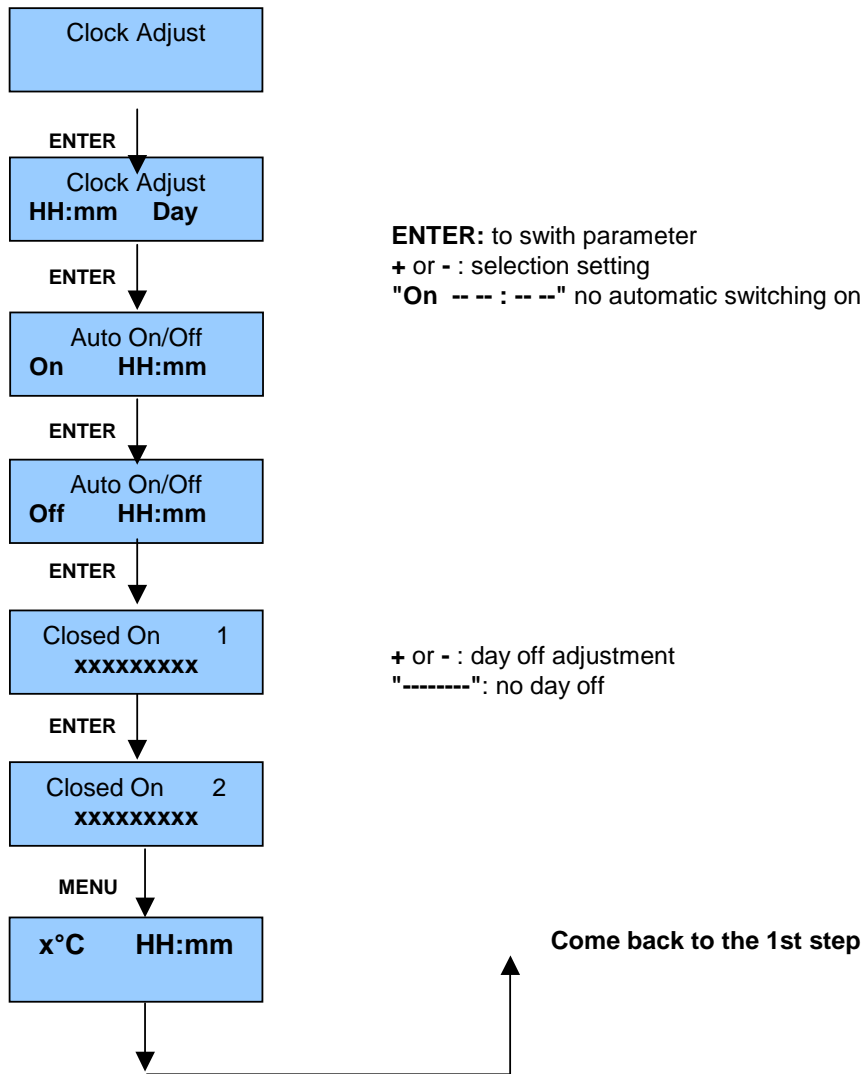 Clock Adjust
ENTER
Clock Adjust
HH:mm Day
ENTER: to swith parameter
+ or - : selection setting
"On -- -- : -- --" no automatic switching on
ENTER
Auto On/Off
On HH:mm
ENTER
Auto On/Off
Off HH:mm
ENTER
Closed On 1
xxxxxxxxx
+ or - : day off adjustment
"--------": no day off
ENTER
Closed On 2
xxxxxxxxx
MENU
x°C HH:mm
Come back to the 1st step